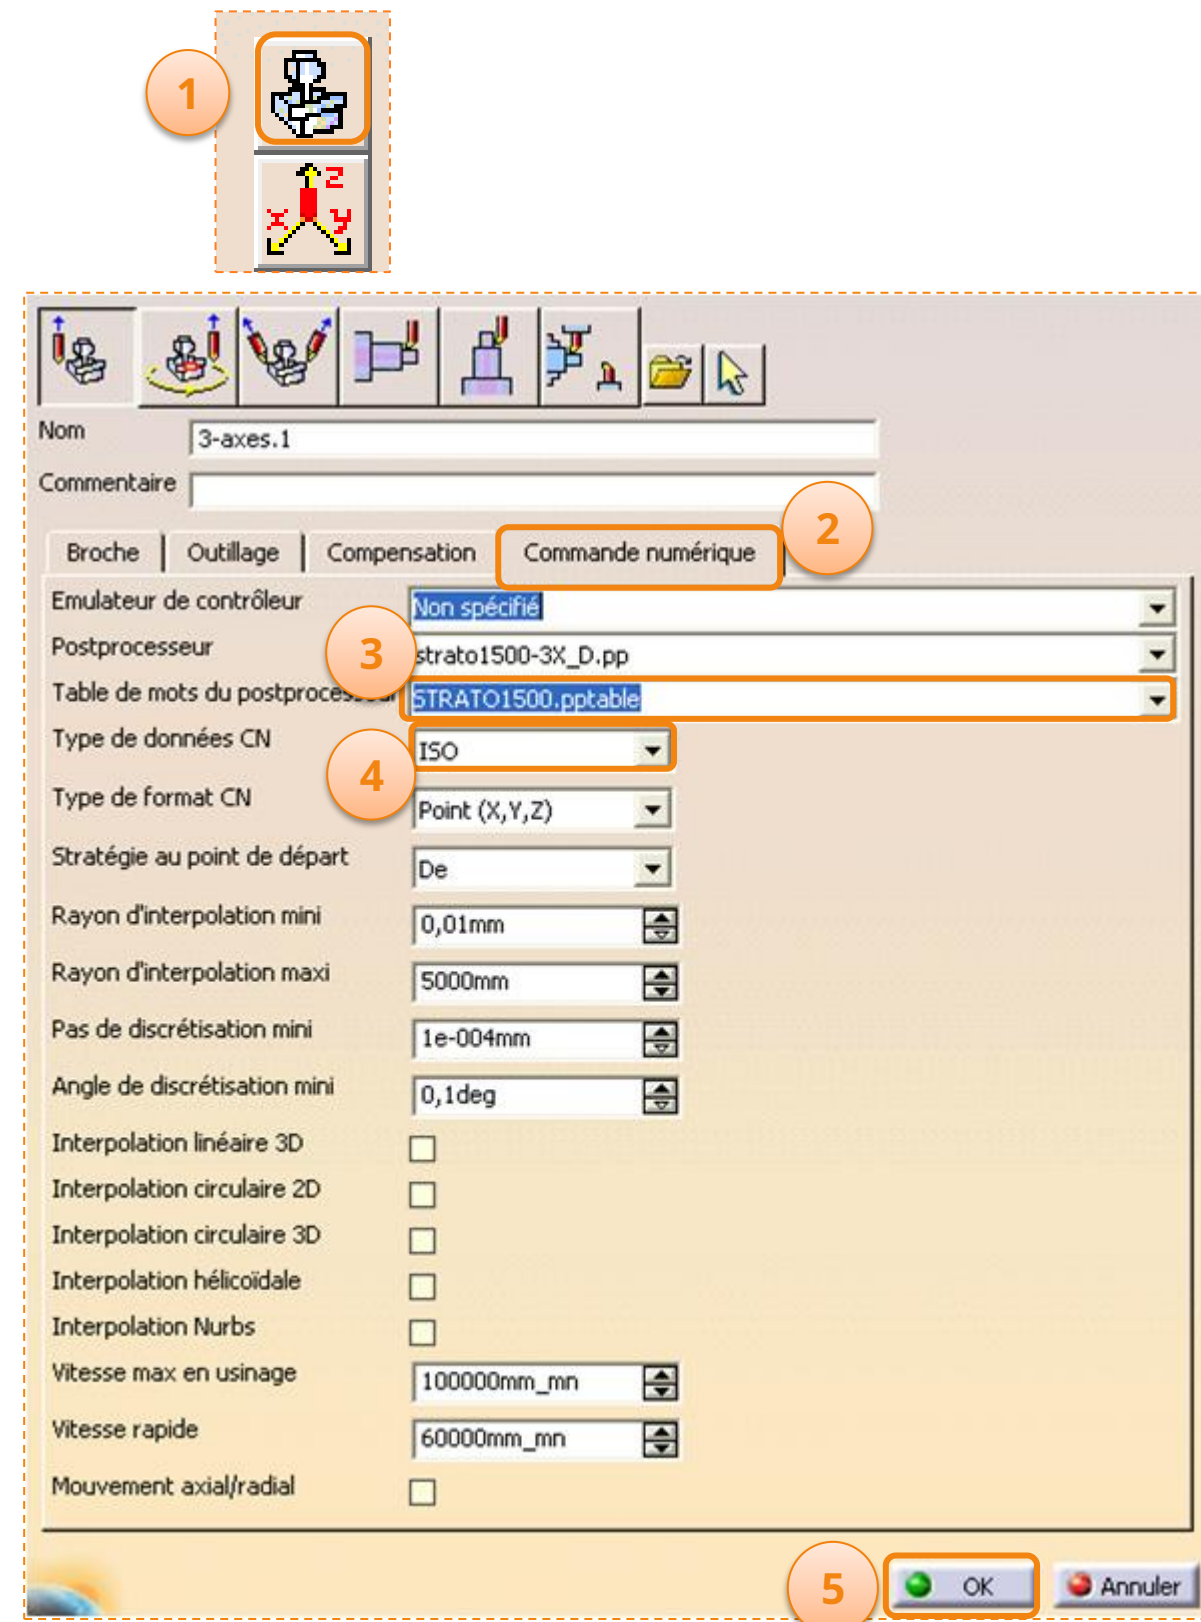 1
z
x y
Nom 3-axes.1
Commentaire
2
Broche Outillage Compensation Commande numérique
Emulateur de contrôleur Non spécifié
3
Postprocesseur strato1500-3X_D.pp
Table de mots du postprocesseur STRATO1500.pptable
Type de données CN ISO
4
Type de format CN Point (X,Y,Z)
Stratégie au point de départ De
Rayon d'interpolation mini 0,01mm
Rayon d'interpolation maxi 5000mm
Pas de discrétisation mini 1e-004mm
Angle de discrétisation mini 0,1deg
Interpolation linéaire 3D
Interpolation circulaire 2D
Interpolation circulaire 3D
Interpolation hélicoïdale
Interpolation Nurbs
Vitesse max en usinage 100000mm_mn
Vitesse rapide 60000mm_mn
Mouvement axial/radial
5 OK Annuler